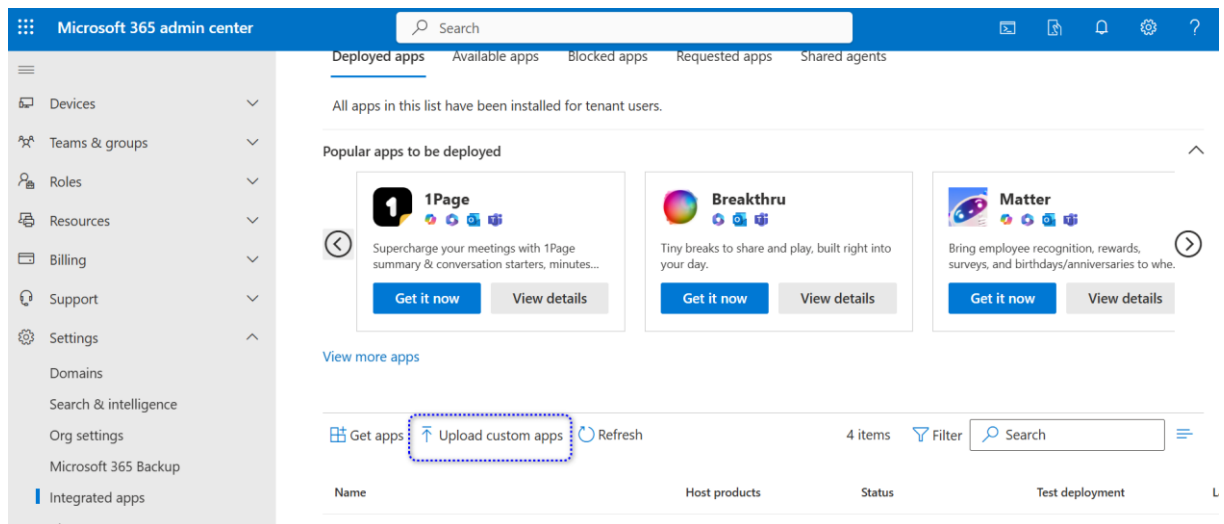 Microsoft 365 admin center
Search
Deployed apps Available apps Blocked apps Requested apps Shared agents
All apps in this list have been installed for tenant users.
Popular apps to be deployed
Devices
Teams & groups
Roles
Resources
Billing
Support
Settings
Domains
Search & intelligence
Org settings
Microsoft 365 Backup
Integrated apps
1Page
Supercharge your meetings with 1Page
summary & conversation starters, minutes...
Get it now View details
Breakthru
Tiny breaks to share and play, built right into
your day.
Get it now View details
Matter
Bring employee recognition, rewards,
surveys, and birthdays/anniversaries to whe.
Get it now View details
View more apps
Get apps Upload custom apps Refresh 4 items Filter Search
Name Host products Status Test deployment